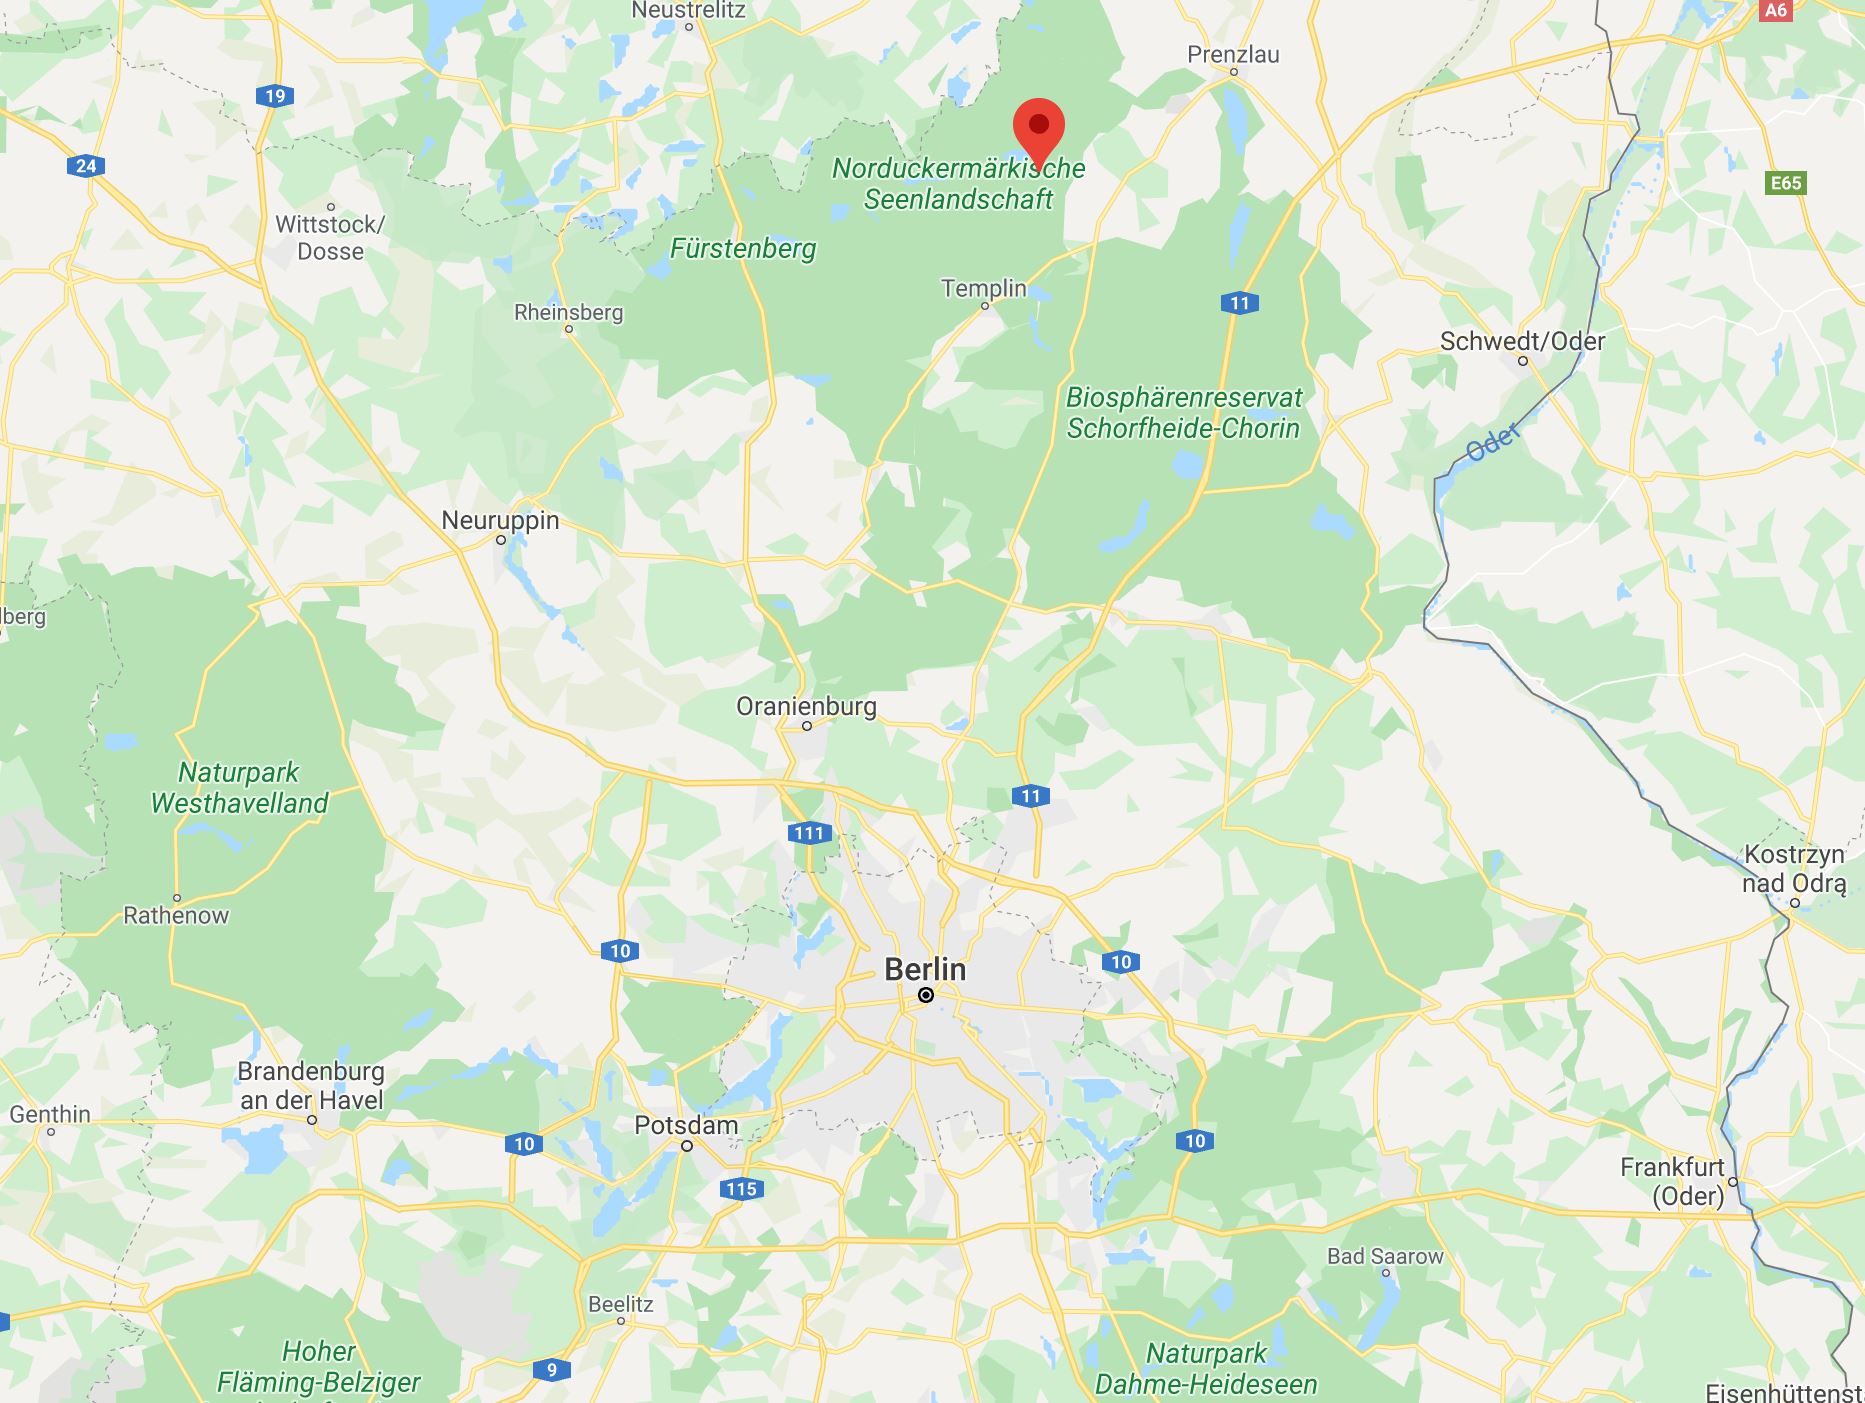 Neustrelitz
A6
Prenzlau
19
24
Norduckermärkische
Seenlandschaft
E65
Wittstock/
Dosse
Fürstenberg
Templin
11
Rheinsberg
Schwedt/Oder
Biosphärenreservat
Schorfheide-Chorin
Oder
Neuruppin
lberg
Oranienburg
Naturpark
Westhavelland
11
111
Kostrzyn
nad Odrą
Rathenow
10
Berlin
10
Brandenburg
an der Havel
Genthin
Potsdam
10
10
Frankfurt
(Oder)
115
Bad Saarow
Beelitz
Hoher
Fläming-Belziger
9
Naturpark
Dahme-Heideseen
Eisenhüttenst